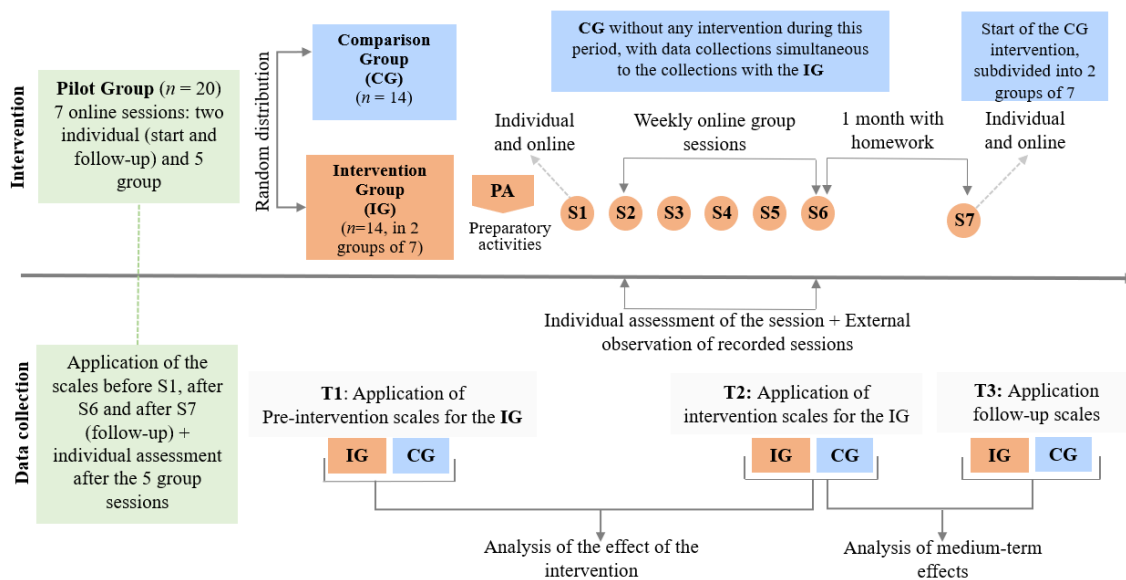 Intervention
Pilot Group (n = 20)
7 online sessions: two
individual (start and
follow-up) and 5
group
Random distribution
Comparison
Group
(CG)
(n = 14)
Intervention
Group
(IG)
(n=14, in 2
groups of 7)
CG without any intervention during this
period, with data collections simultaneous
to the collections with the IG
Start of the CG
intervention,
subdivided into 2
groups of 7
Individual
and online
Weekly online group
sessions
1 month with
homework
Individual
and online
PA
Preparatory
activities
S1
S2
S3
S4
S5
S6
S7
Individual assessment of the session + External
observation of recorded sessions
Data collection
Application of the
scales before S1, after
S6 and after S7
(follow-up) +
individual assessment
after the 5 group
sessions
T1: Application of
Pre-intervention scales for the IG
IG
CG
T2: Application of
intervention scales for the IG
IG
CG
T3: Application
follow-up scales
IG
CG
Analysis of the effect of the
intervention
Analysis of medium-term
effects